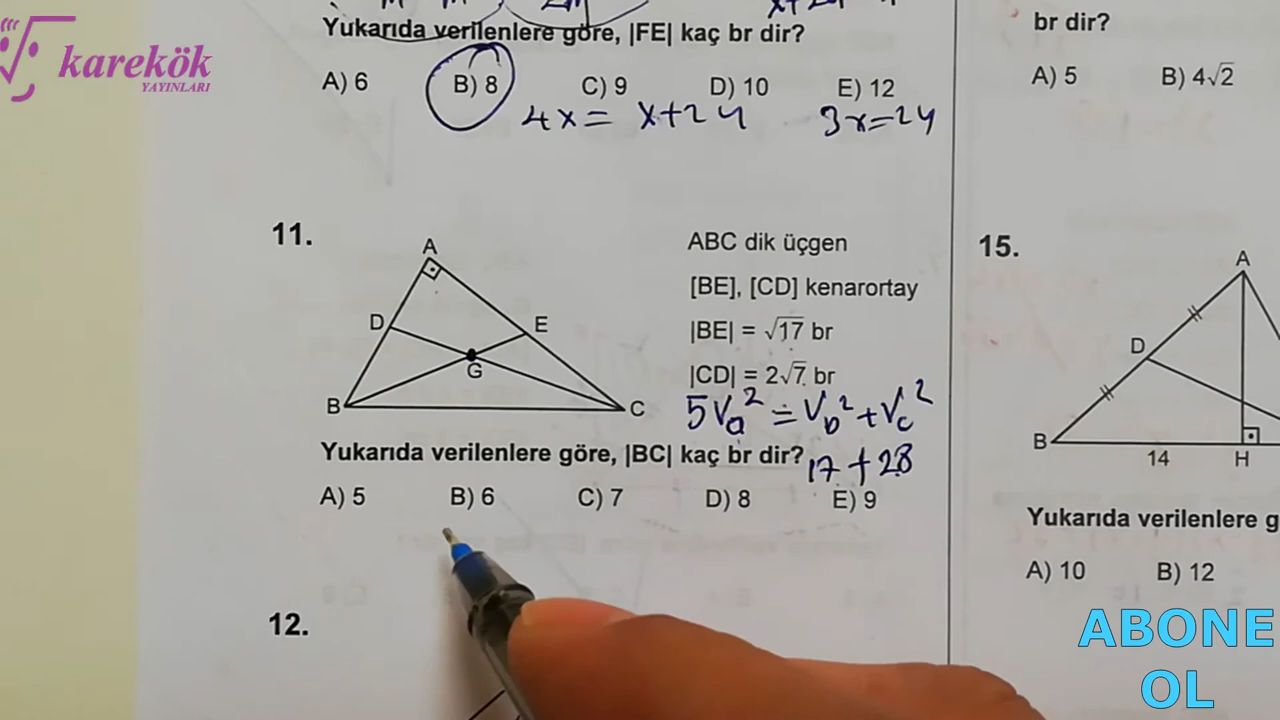 karekök
YAYINLARI
Yukarıda verilenlere göre, |FE| kaç br dir?
A) 6 B) 8 C) 9 D) 10 E) 12
4x = x+24 3x=24
br dir?
A) 5 B) 4√2
11.
A
D
E
G
B
C
ABC dik üçgen
[BE], [CD] kenarortay
|BE| = √17 br
|CD| = 2√7 br
5Va² = Vb² + Vc²
17 + 28
Yukarıda verilenlere göre, |BC| kaç br dir?
A) 5 B) 6 C) 7 D) 8 E) 9
12.
15.
A
D
B
14 H
Yukarıda verilenlere g
A) 10 B) 12
ABONE
OL